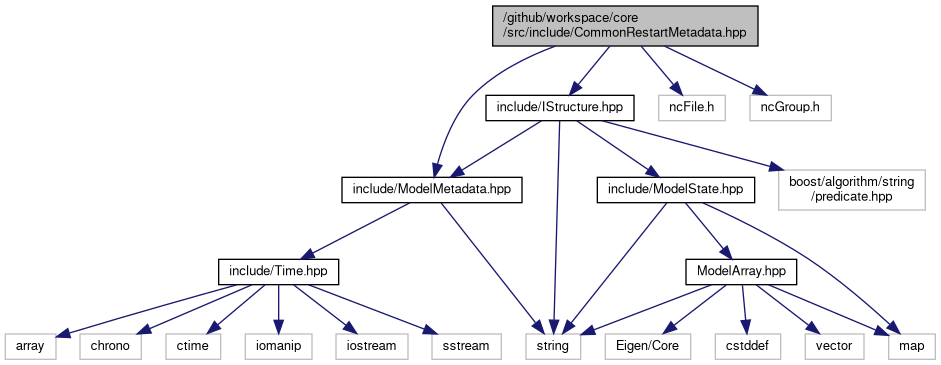 /github/workspace/core
/src/include/CommonRestartMetadata.hpp
include/IStructure.hpp
ncFile.h
ncGroup.h
include/ModelMetadata.hpp
include/ModelState.hpp
boost/algorithm/string
/predicate.hpp
include/Time.hpp
ModelArray.hpp
array
chrono
ctime
iomanip
iostream
sstream
string
Eigen/Core
cstddef
vector
map